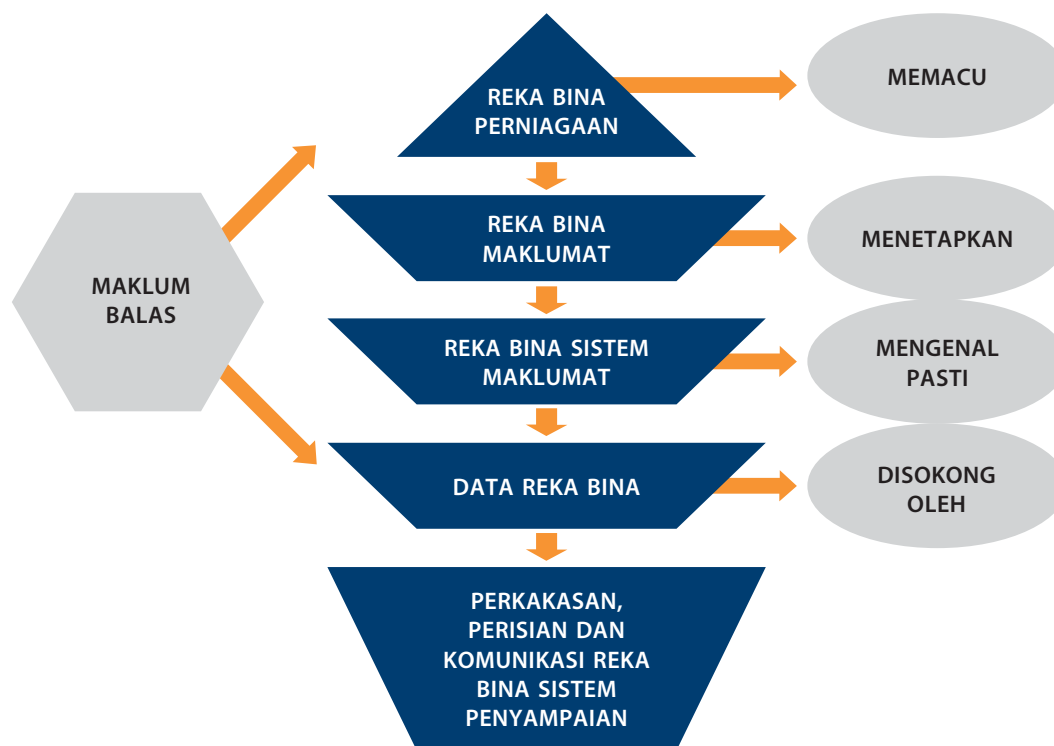 REKA BINA
PERNIAGAAN
MEMACU
REKA BINA
MAKLUMAT
MENETAPKAN
MAKLUM
BALAS
REKA BINA SISTEM
MAKLUMAT
MENGENAL
PASTI
DATA REKA BINA
DISOKONG
OLEH
PERKAKASAN,
PERISIAN DAN
KOMUNIKASI REKA
BINA SISTEM
PENYAMPAIAN